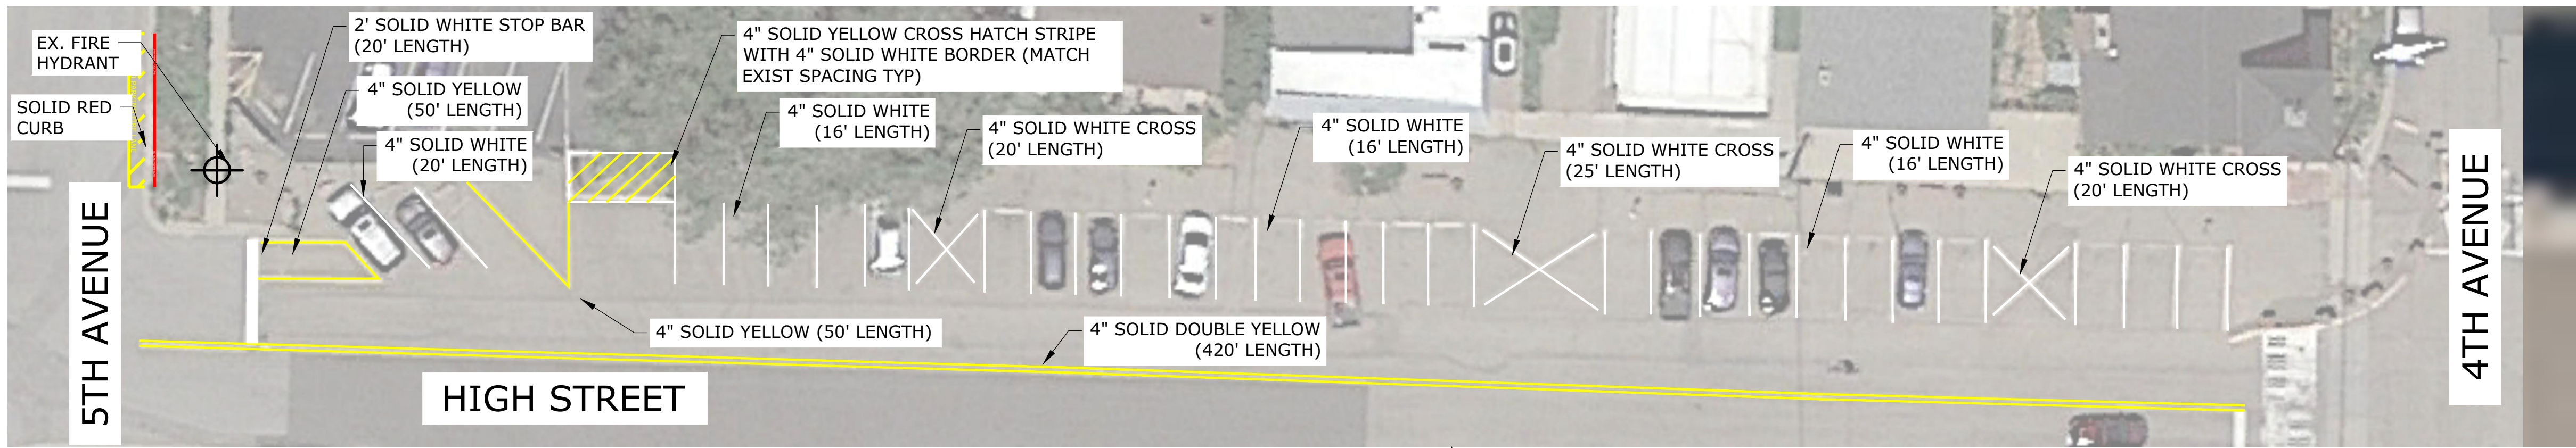 EX. FIRE
HYDRANT
SOLID RED
CURB
2' SOLID WHITE STOP BAR
(20' LENGTH)
4" SOLID YELLOW
(50' LENGTH)
4" SOLID WHITE
(20' LENGTH)
4" SOLID YELLOW CROSS HATCH STRIPE
WITH 4" SOLID WHITE BORDER (MATCH
EXIST SPACING TYP)
4" SOLID WHITE
(16' LENGTH)
4" SOLID WHITE CROSS
(20' LENGTH)
4" SOLID WHITE
(16' LENGTH)
4" SOLID WHITE CROSS
(25' LENGTH)
4" SOLID WHITE
(16' LENGTH)
4" SOLID WHITE CROSS
(20' LENGTH)
5TH AVENUE
4TH AVENUE
4" SOLID YELLOW (50' LENGTH)
4" SOLID DOUBLE YELLOW
(420' LENGTH)
HIGH STREET